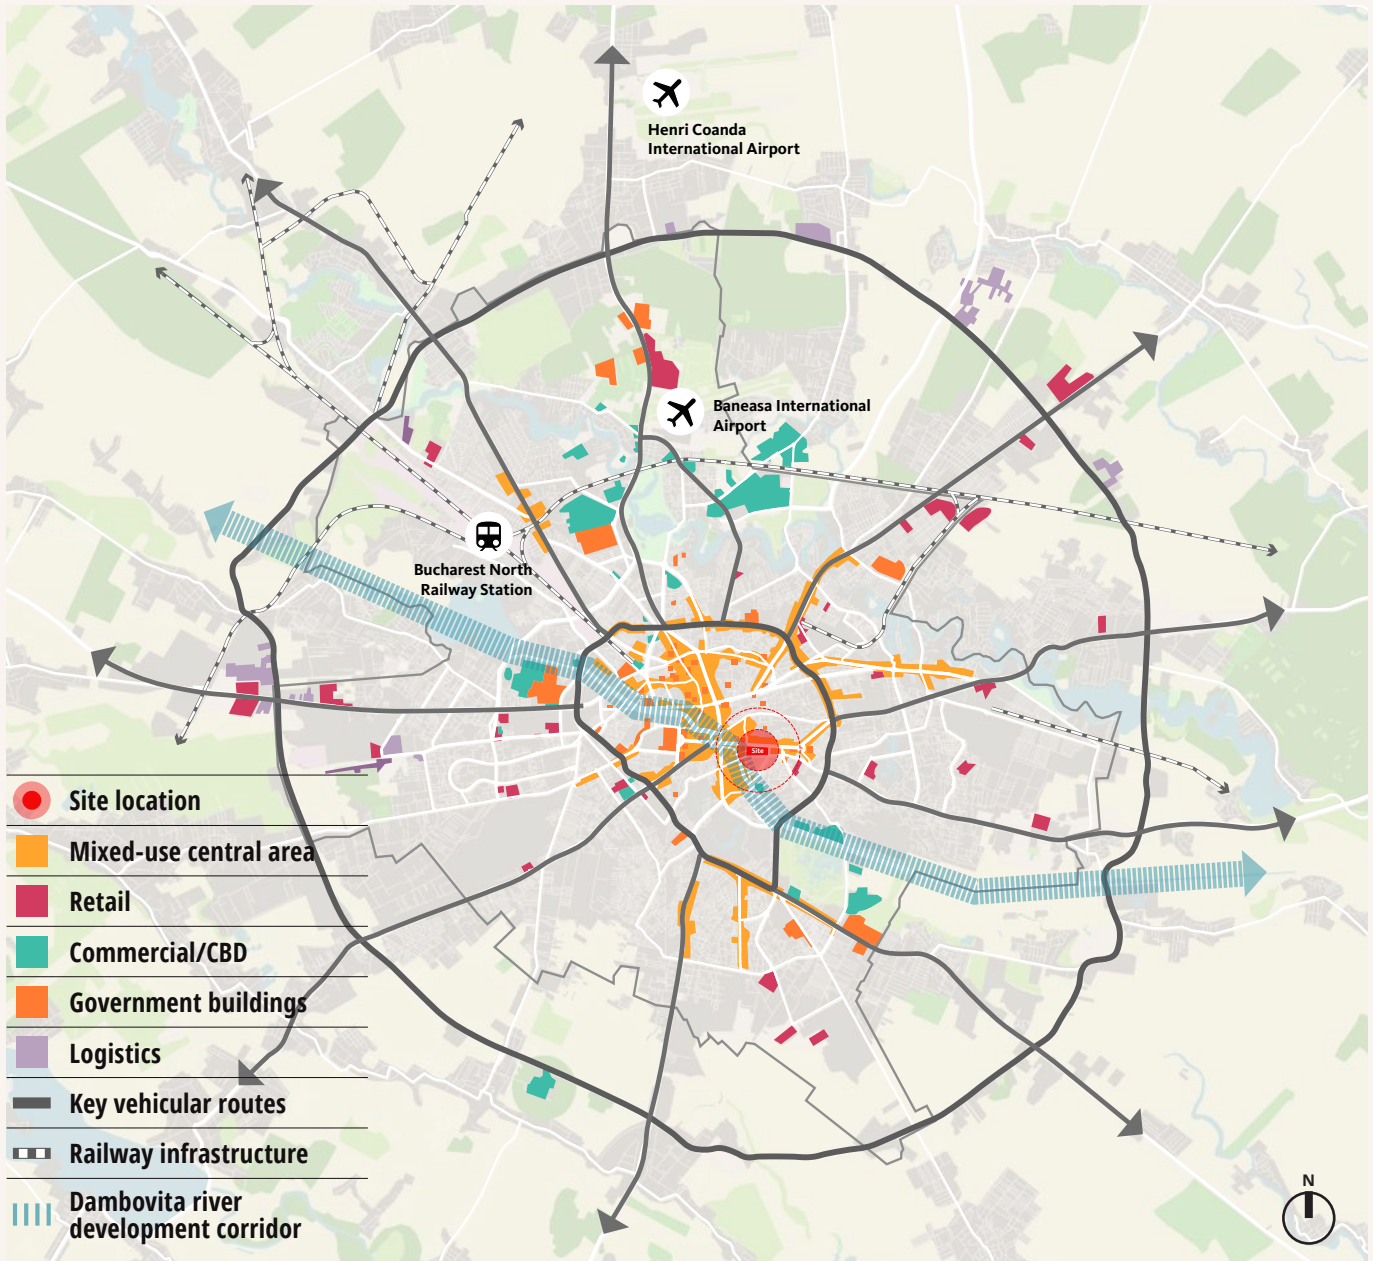 Henri Coanda
International Airport
Baneasa International
Airport
Bucharest North
Railway Station
Site
Site location
Mixed-use central area
Retail
Commercial/CBD
Government buildings
Logistics
Key vehicular routes
Railway infrastructure
Dambovita river
development corridor
N